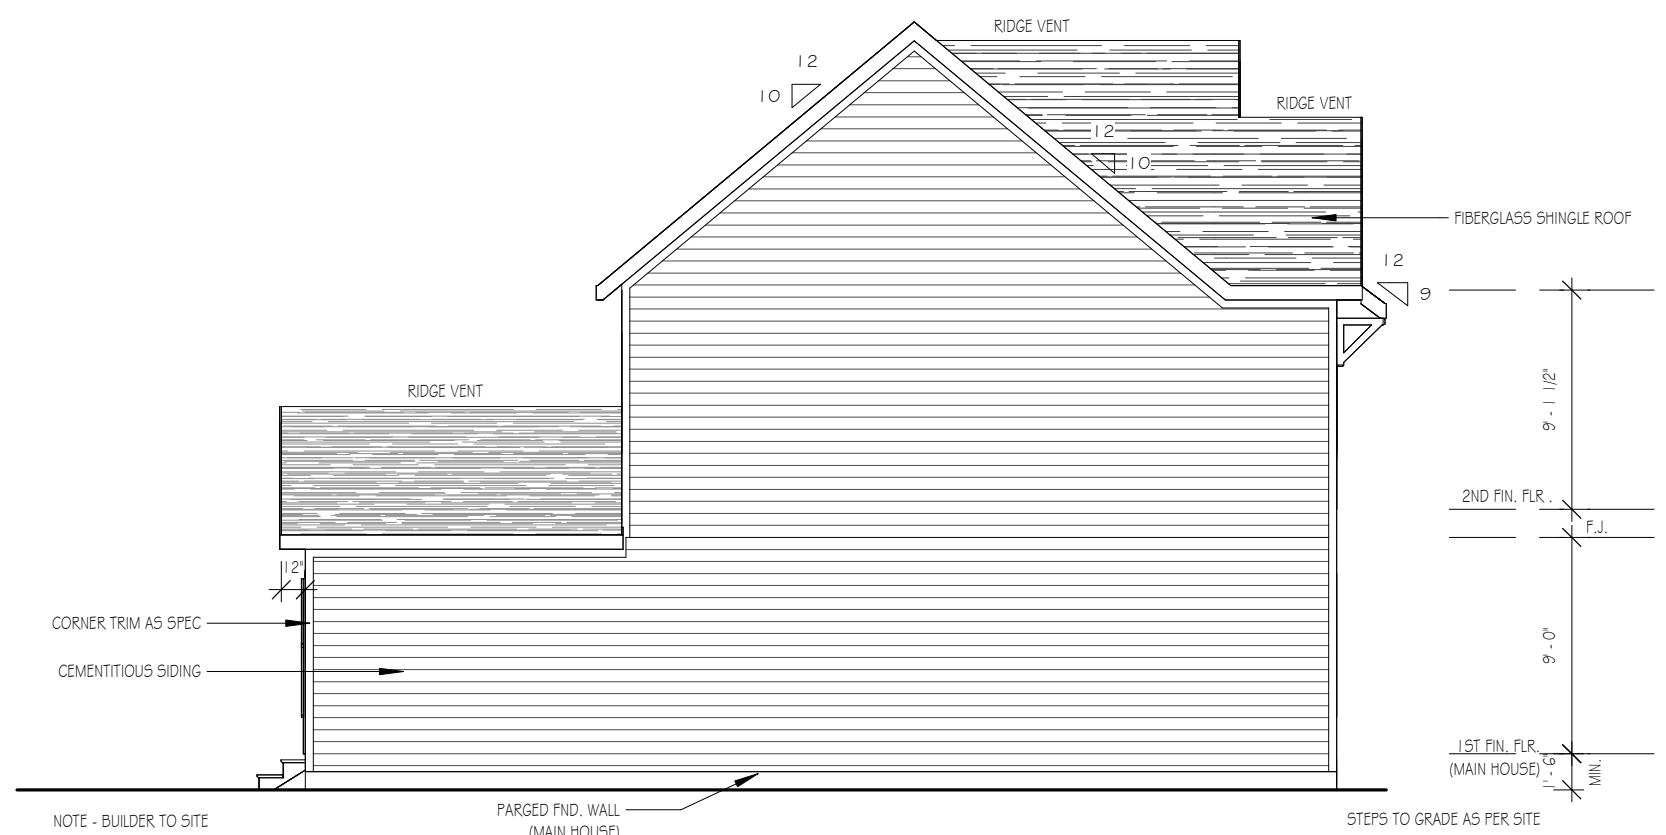 RIDGE VENT
12
10
RIDGE VENT
12
10
FIBERGLASS SHINGLE ROOF
12
9
9' - 1 1/2"
RIDGE VENT
2ND FIN. FLR .
F.J.
12"
CORNER TRIM AS SPEC
9' - 0"
CEMENTITIOUS SIDING
1ST FIN. FLR.
(MAIN HOUSE)
1' - 6"
MIN.
PARGED FND. WALL
(MAIN HOUSE)
NOTE - BUILDER TO SITE
STEPS TO GRADE AS PER SITE